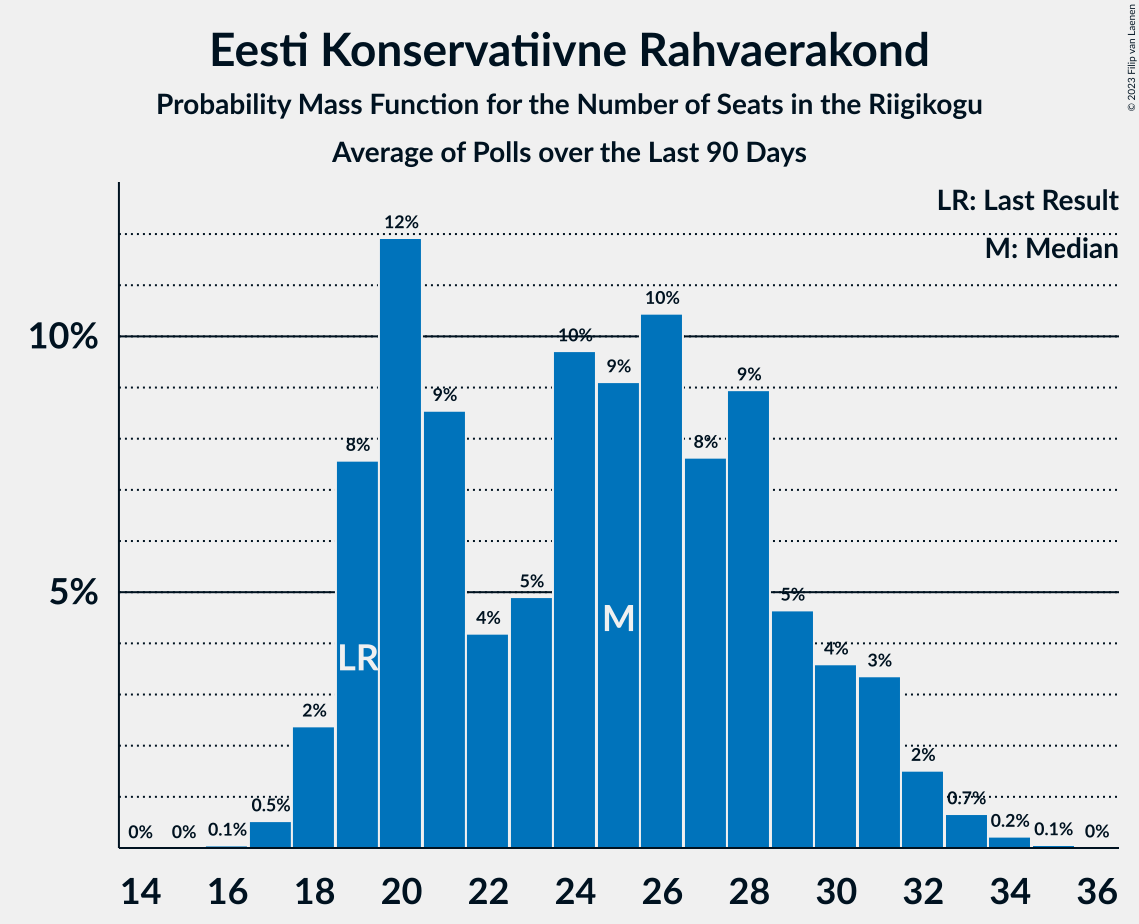 Eesti Konservatiivne Rahvaerakond
Probability Mass Function for the Number of Seats in the Riigikogu
Average of Polls over the Last 90 Days
© 2023 Filip van Laenen
LR: Last Result
M: Median
10%
5%
0%
0%
0.1%
0.5%
2%
8%
12%
9%
4%
5%
10%
9%
10%
8%
9%
5%
4%
3%
2%
0.7%
0.2%
0.1%
0%
LR
M
14 16 18 20 22 24 26 28 30 32 34 36